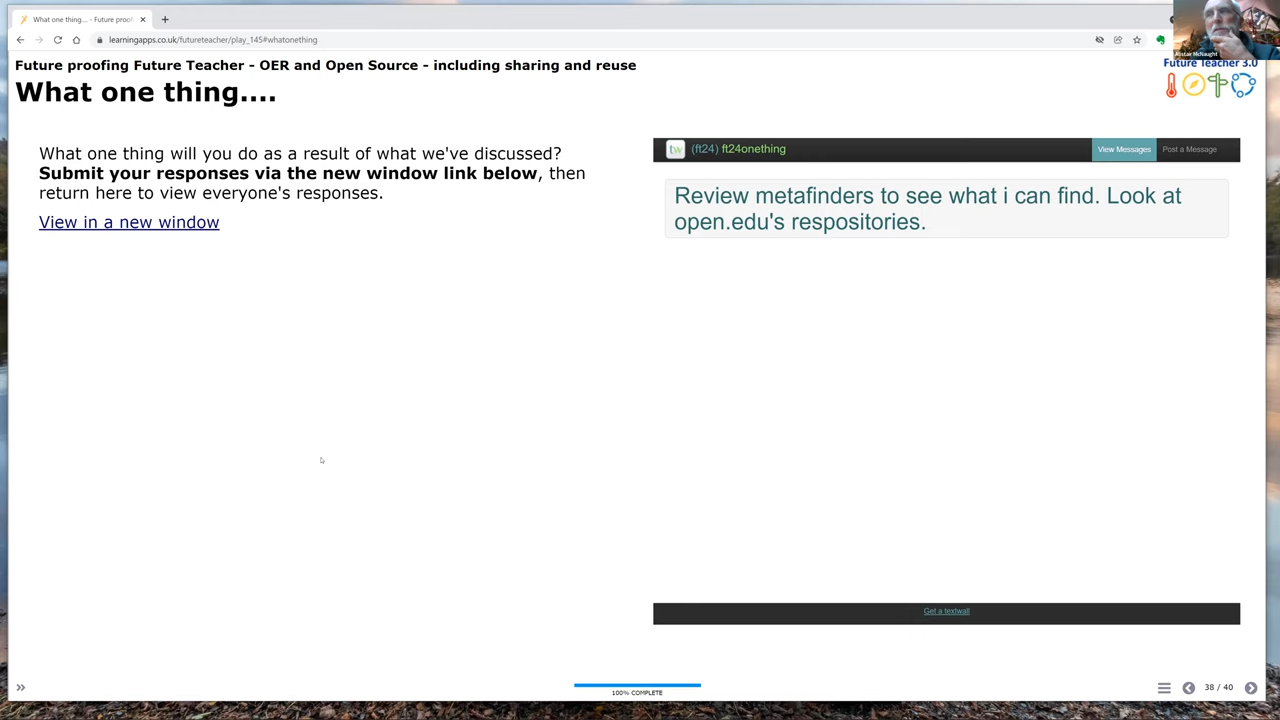 What one thing.... - Future proof
learningapps.co.uk/futureteacher/play_145#whatonething
Alistair McNaught
Future proofing Future Teacher - OER and Open Source - including sharing and reuse
Future Teacher 3.0
What one thing....
What one thing will you do as a result of what we've discussed?
Submit your responses via the new window link below, then
return here to view everyone's responses.
View in a new window
tw (ft24) ft24onething
View Messages
Post a Message
Review metafinders to see what i can find. Look at
open.edu's respositories.
Get a textwall
100% COMPLETE
38 / 40